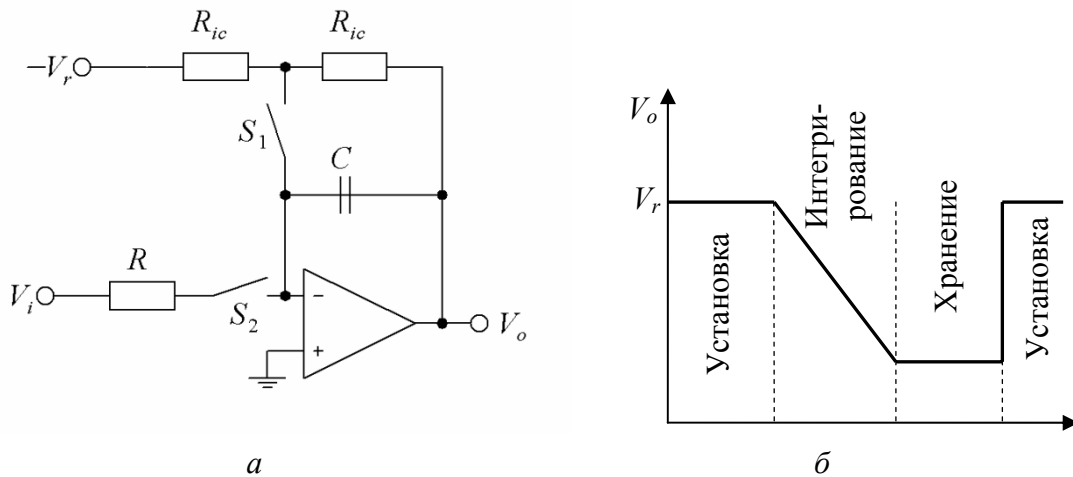 R_ic
R_ic
−V_r
S_1
C
R
V_i
S_2
−
+
V_o
а
V_o
V_r
Установка
Интегри-
рование
Хранение
Установка
б